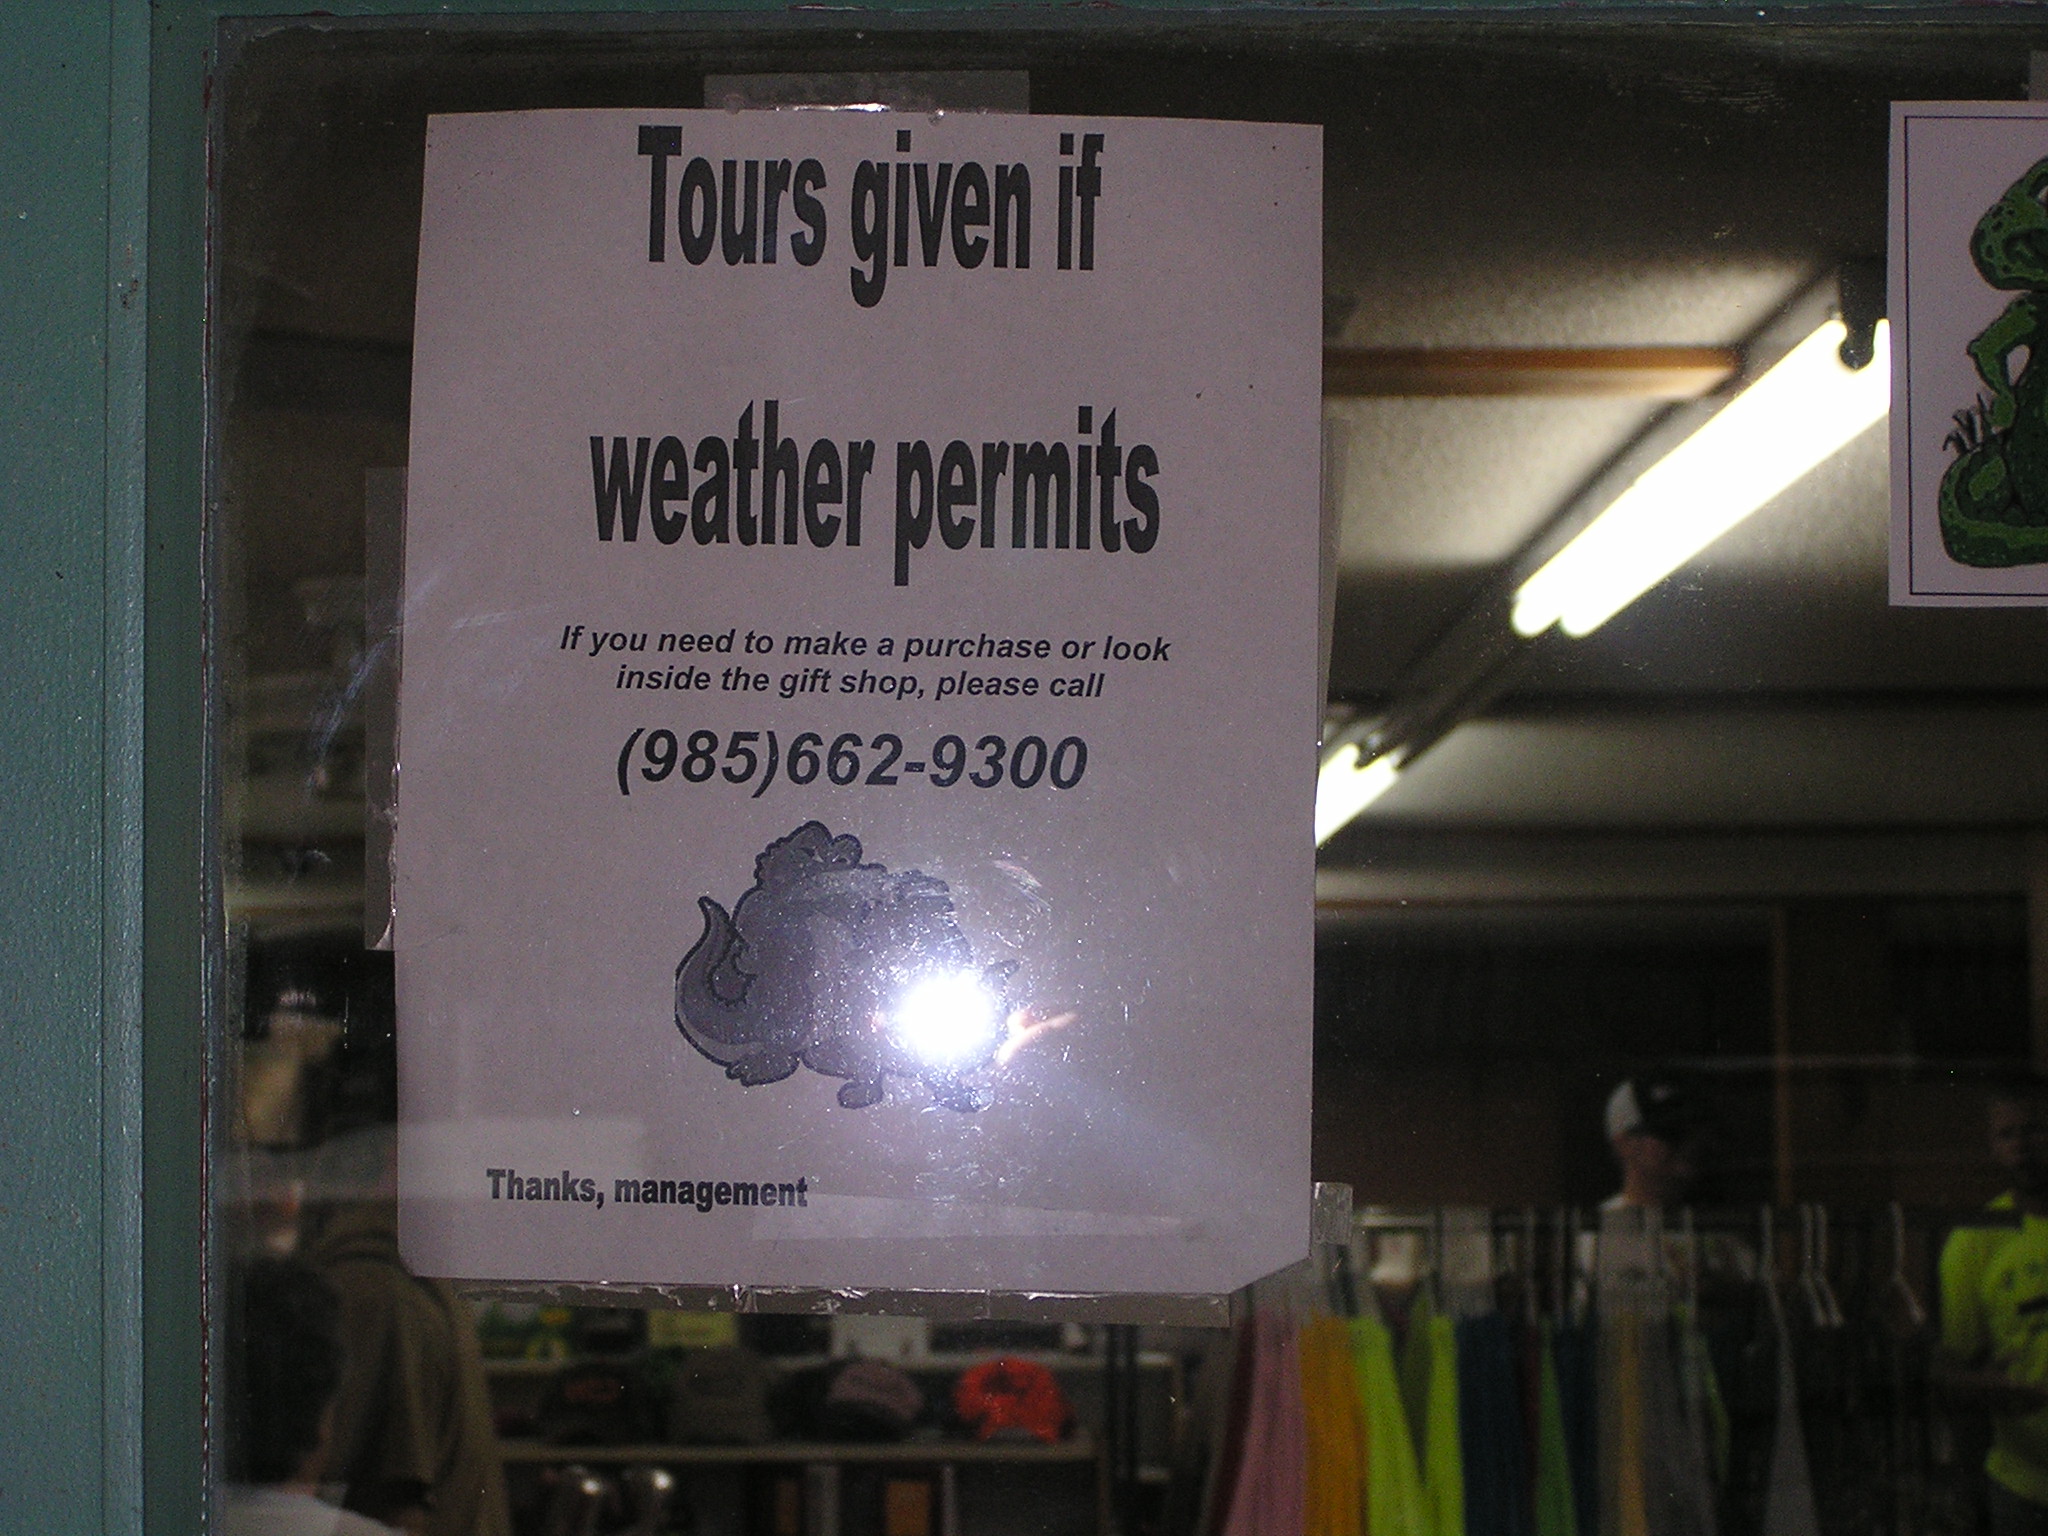 Tours given if
weather permits
If you need to make a purchase or look
inside the gift shop, please call
(985)662-9300
Thanks, management